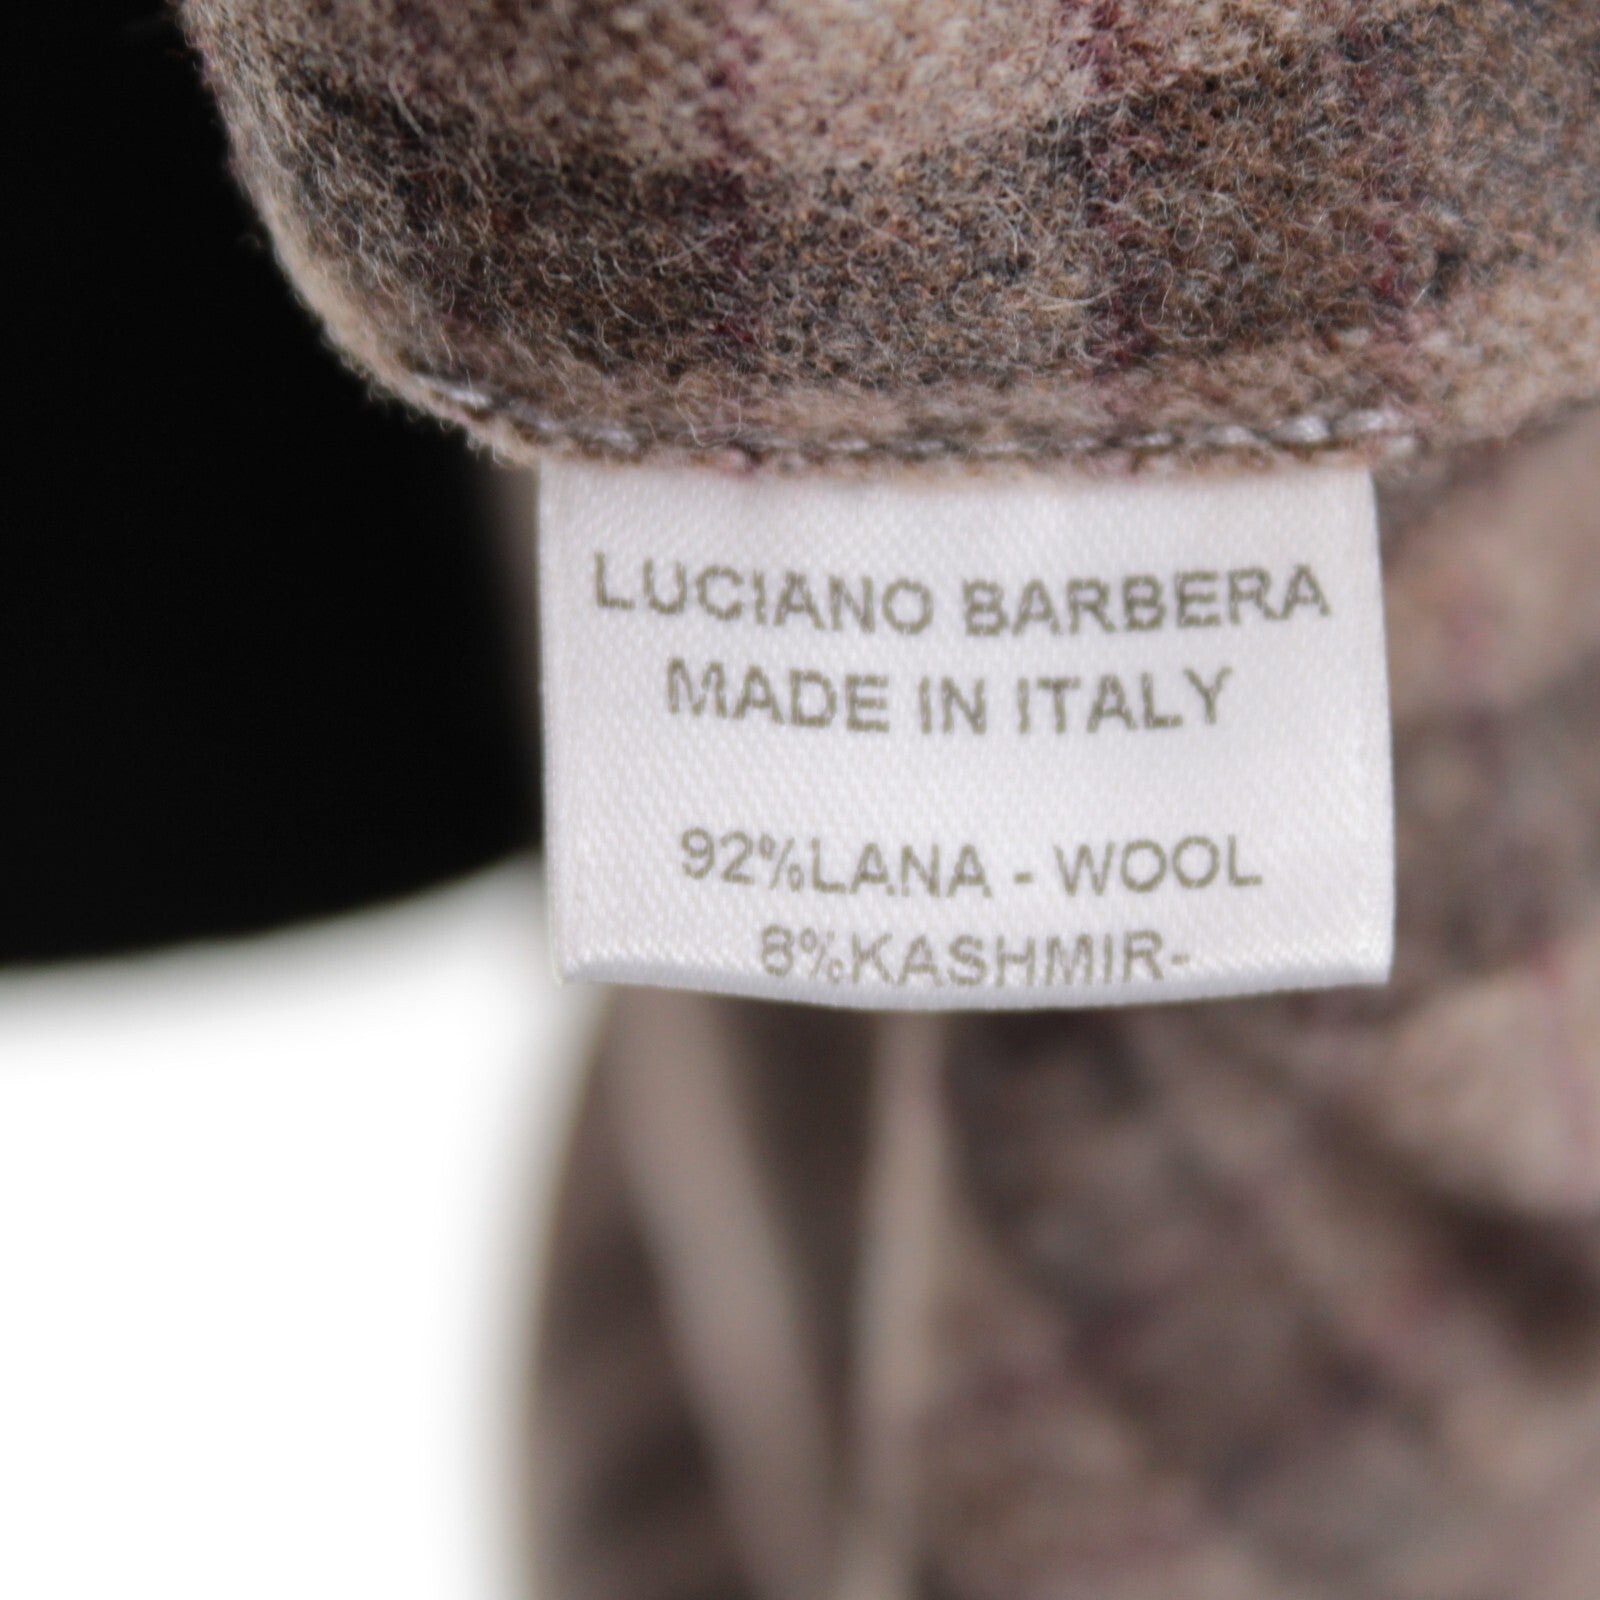 LUCIANO BARBERA
MADE IN ITALY
92%LANA - WOOL
8%KASHMIR-